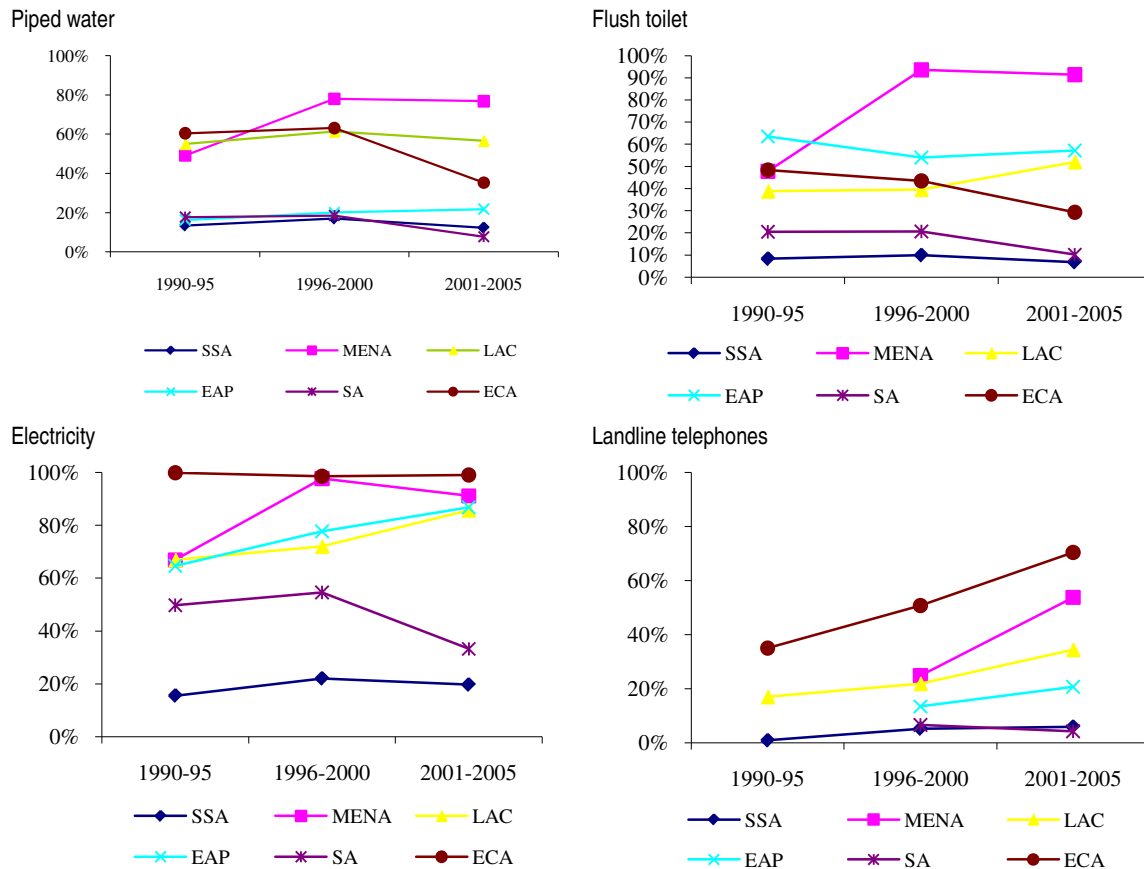 Piped water
100%
80%
60%
40%
20%
0%
1990-95 1996-2000 2001-2005
SSA MENA LAC
EAP SA ECA
Flush toilet
100%
90%
80%
70%
60%
50%
40%
30%
20%
10%
0%
1990-95 1996-2000 2001-2005
SSA MENA LAC
EAP SA ECA
Electricity
100%
80%
60%
40%
20%
0%
1990-95 1996-2000 2001-2005
SSA MENA LAC
EAP SA ECA
Landline telephones
100%
80%
60%
40%
20%
0%
1990-95 1996-2000 2001-2005
SSA MENA LAC
EAP SA ECA